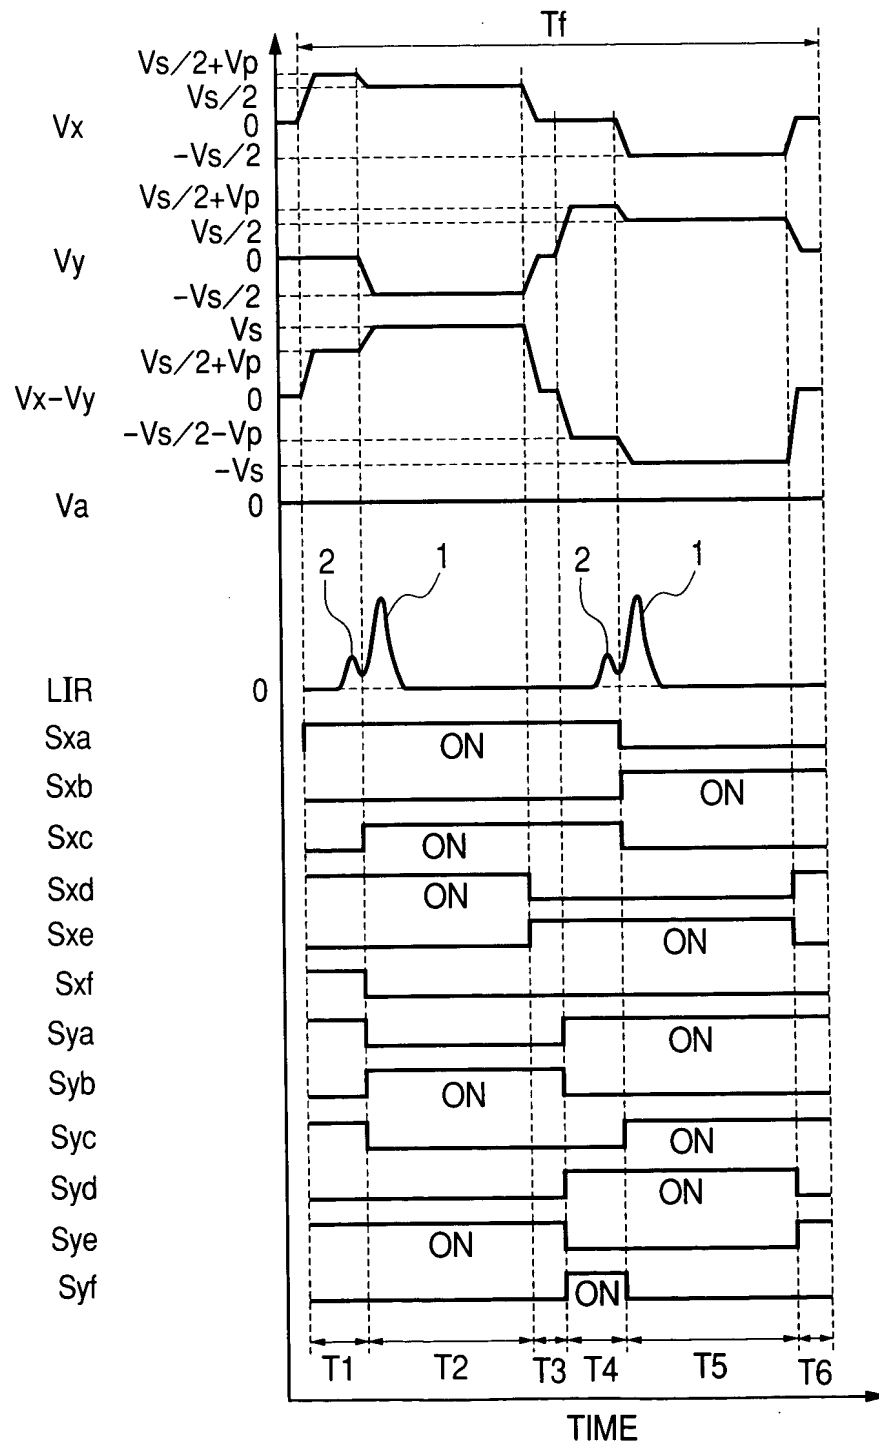 Tf
Vs/2+Vp
Vs/2
Vx
0
-Vs/2
Vs/2+Vp
Vs/2
Vy
0
-Vs/2
Vs
Vs/2+Vp
Vx-Vy
0
-Vs/2-Vp
-Vs
Va
0
2
1
2
1
LIR
0
Sxa
ON
Sxb
ON
Sxc
ON
Sxd
ON
Sxe
ON
Sxf
Sya
ON
Syb
ON
Syc
ON
Syd
ON
Sye
ON
Syf
ON
T1
T2
T3
T4
T5
T6
TIME